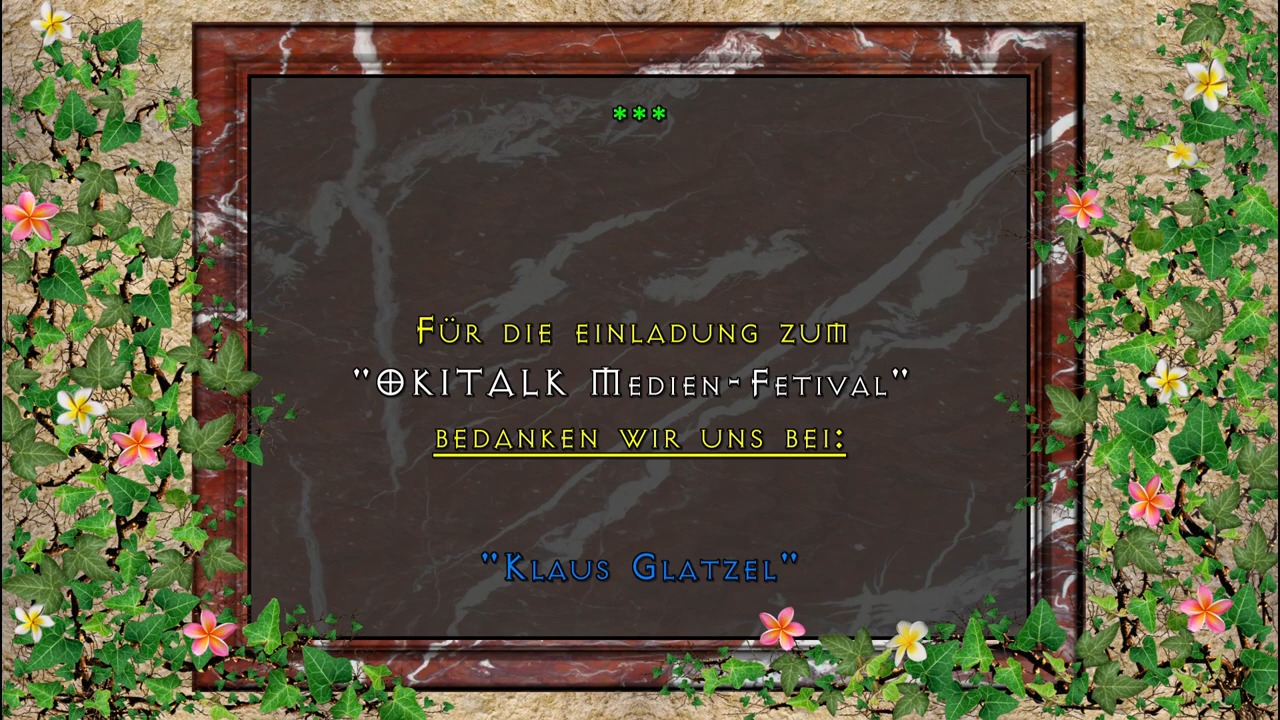 ***
Für die einladung zum
"OKITALK Medien-Fetival"
bedanken wir uns bei:
"Klaus Glatzel"